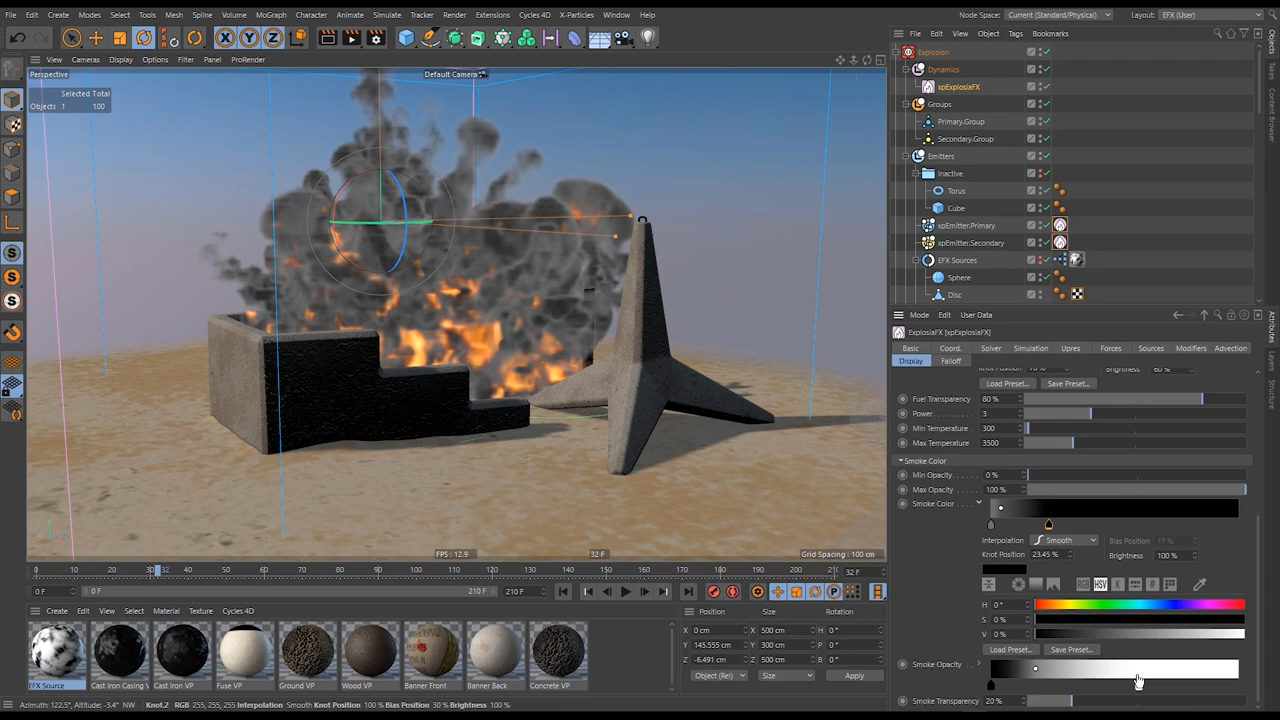 File Edit Create Modes Select Tools Mesh Spline Volume MoGraph Character Animate Simulate Tracker Render Extensions Cycles 4D X-Particles Window Help Node Space: Current (Standard/Physical) Layout: EFX (User)
File Edit View Object Tags Bookmarks
View Cameras Display Options Filter Panel ProRender
Perspective Default Camera
Selected Total
Objects 1 100
Explosion
Dynamics
xpExplosiaFX
Groups
Primary.Group
Secondary.Group
Emitters
Inactive
Torus
Cube
xpEmitter.Primary
xpEmitter.Secondary
EFX Sources
Sphere
Disc
Objects
Takes
Content Browser
Attributes
Layers
Structure
Mode Edit User Data
ExplosiaFX [xpExplosiaFX]
Basic Coord. Solver Simulation Upres Forces Sources Modifiers Advection
Display Falloff
Load Preset... Save Preset...
Fuel Transparency 80 %
Power 3
Min Temperature 300
Max Temperature 3500
Smoke Color
Min Opacity 0 %
Max Opacity 100 %
Smoke Color
Interpolation Smooth Bias Position 17 %
Knot Position 23.45 % Brightness 100 %
RGB HSV K
H 0 °
S 0 %
V 0 %
Load Preset... Save Preset...
Smoke Opacity
Smoke Transparency 20 %
FPS : 12.9 32 F Grid Spacing : 100 cm
0 10 20 30 40 50 60 70 80 90 100 110 120 130 140 150 160 170 180 190 200 32 F
0 F 0 F 210 F 210 F
Create Edit View Select Material Texture Cycles 4D
EFX Source Cast Iron Casing V Cast Iron VP Fuse VP Ground VP Wood VP Banner Front Banner Back Concrete VP
Position Size Rotation
X 0 cm X 500 cm H 0 °
Y 145.555 cm Y 300 cm P 0 °
Z -6.491 cm Z 500 cm B 0 °
Object (Rel) Size Apply
Azimuth: 122.5°, Altitude: -3.4° NW Knot.2 RGB 255, 255, 255 Interpolation Smooth Knot Position 100 % Bias Position 30 % Brightness 100 %